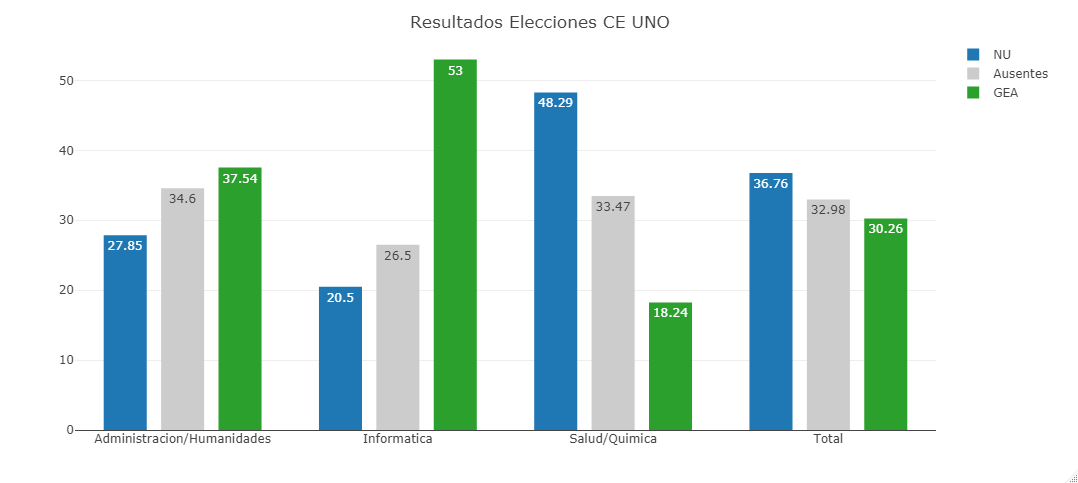 Resultados Elecciones CE UNO
NU
Ausentes
GEA
50
40
30
20
10
0
27.85
34.6
37.54
20.5
26.5
53
48.29
33.47
18.24
36.76
32.98
30.26
Administracion/Humanidades
Informatica
Salud/Quimica
Total